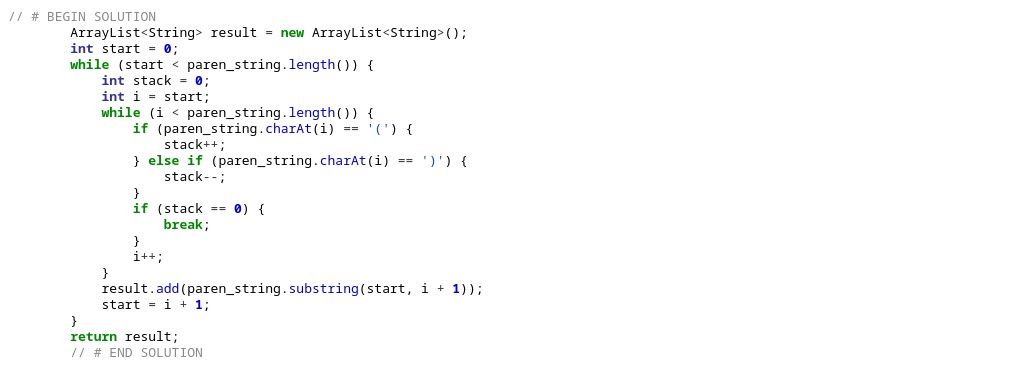 // # BEGIN SOLUTION
        ArrayList<String> result = new ArrayList<String>();
        int start = 0;
        while (start < paren_string.length()) {
            int stack = 0;
            int i = start;
            while (i < paren_string.length()) {
                if (paren_string.charAt(i) == '(') {
                    stack++;
                } else if (paren_string.charAt(i) == ')') {
                    stack--;
                }
                if (stack == 0) {
                    break;
                }
                i++;
            }
            result.add(paren_string.substring(start, i + 1));
            start = i + 1;
        }
        return result;
        // # END SOLUTION